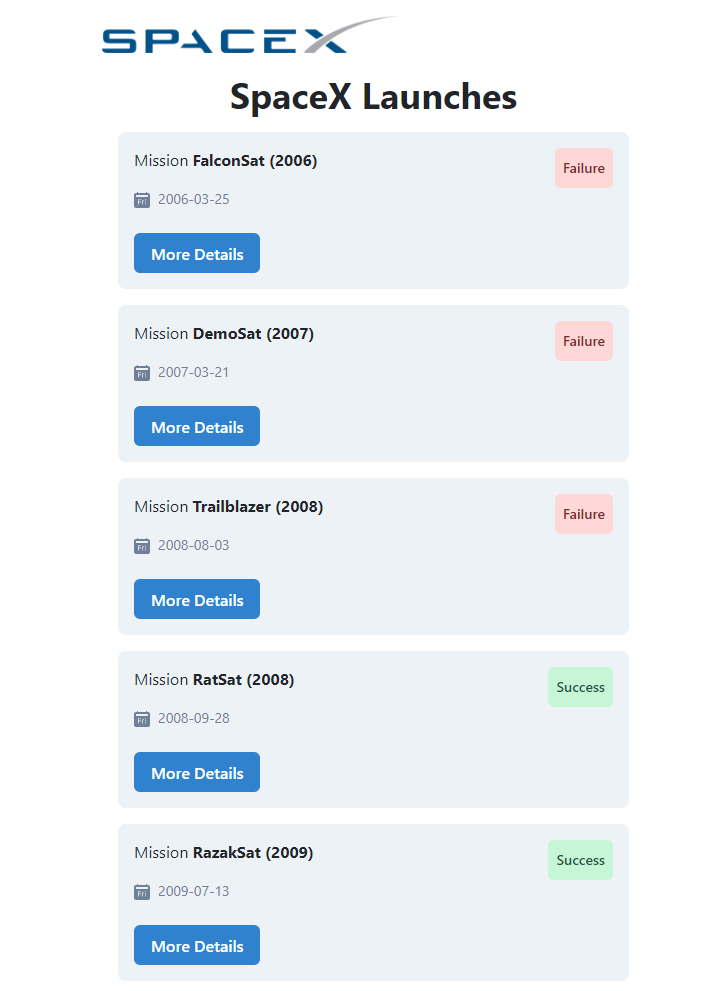 SPACEX
SpaceX Launches
Mission FalconSat (2006)
Failure
Fri 2006-03-25
More Details
Mission DemoSat (2007)
Failure
Fri 2007-03-21
More Details
Mission Trailblazer (2008)
Failure
Fri 2008-08-03
More Details
Mission RatSat (2008)
Success
Fri 2008-09-28
More Details
Mission RazakSat (2009)
Success
Fri 2009-07-13
More Details